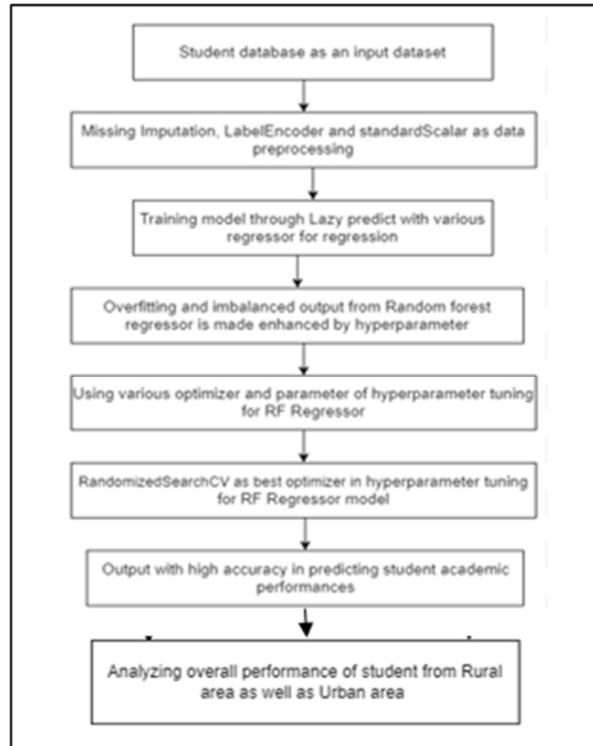 Student database as an input dataset
Missing Imputation, LabelEncoder and standardScalar as data
preprocessing
Training model through Lazy predict with various
regressor for regression
Overfitting and imbalanced output from Random forest
regressor is made enhanced by hyperparameter
Using various optimizer and parameter of hyperparameter tuning
for RF Regressor
RandomizedSearchCV as best optimizer in hyperparameter tuning
for RF Regressor model
Output with high accuracy in predicting student academic
performances
Analyzing overall performance of student from Rural
area as well as Urban area